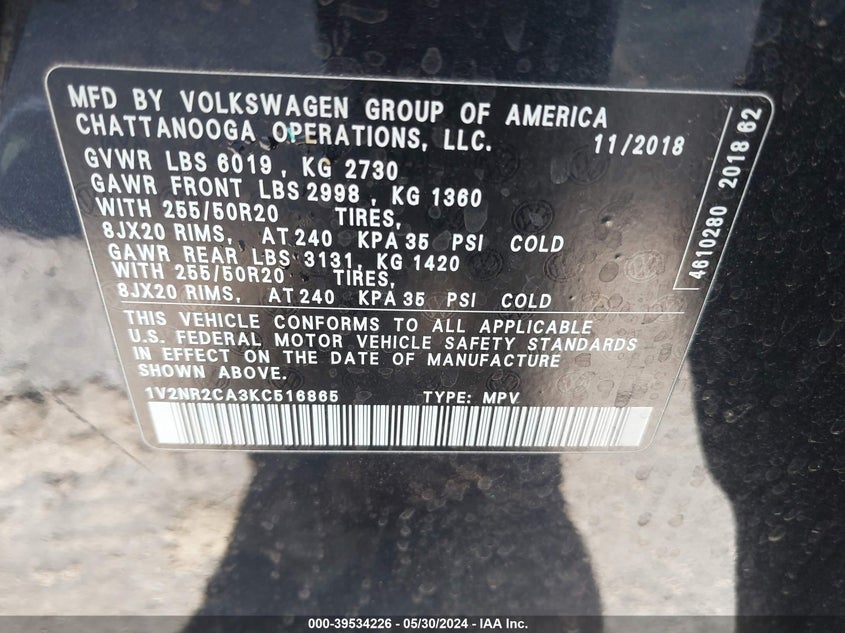 MFD BY VOLKSWAGEN GROUP OF AMERICA
CHATTANOOGA OPERATIONS, LLC. 11/2018
GVWR LBS 6019 , KG 2730
GAWR FRONT LBS 2998 , KG 1360
WITH 255/50R20 TIRES,
8JX20 RIMS, AT 240 KPA 35 PSI COLD
GAWR REAR LBS 3131, KG 1420
WITH 255/50R20 TIRES,
8JX20 RIMS, AT 240 KPA 35 PSI COLD
THIS VEHICLE CONFORMS TO ALL APPLICABLE
U.S. FEDERAL MOTOR VEHICLE SAFETY STANDARDS
IN EFFECT ON THE DATE OF MANUFACTURE
SHOWN ABOVE.
1V2NR2CA3KC516865 TYPE: MPV
4610280 2018 62
000-39534226 - 05/30/2024 - IAA Inc.